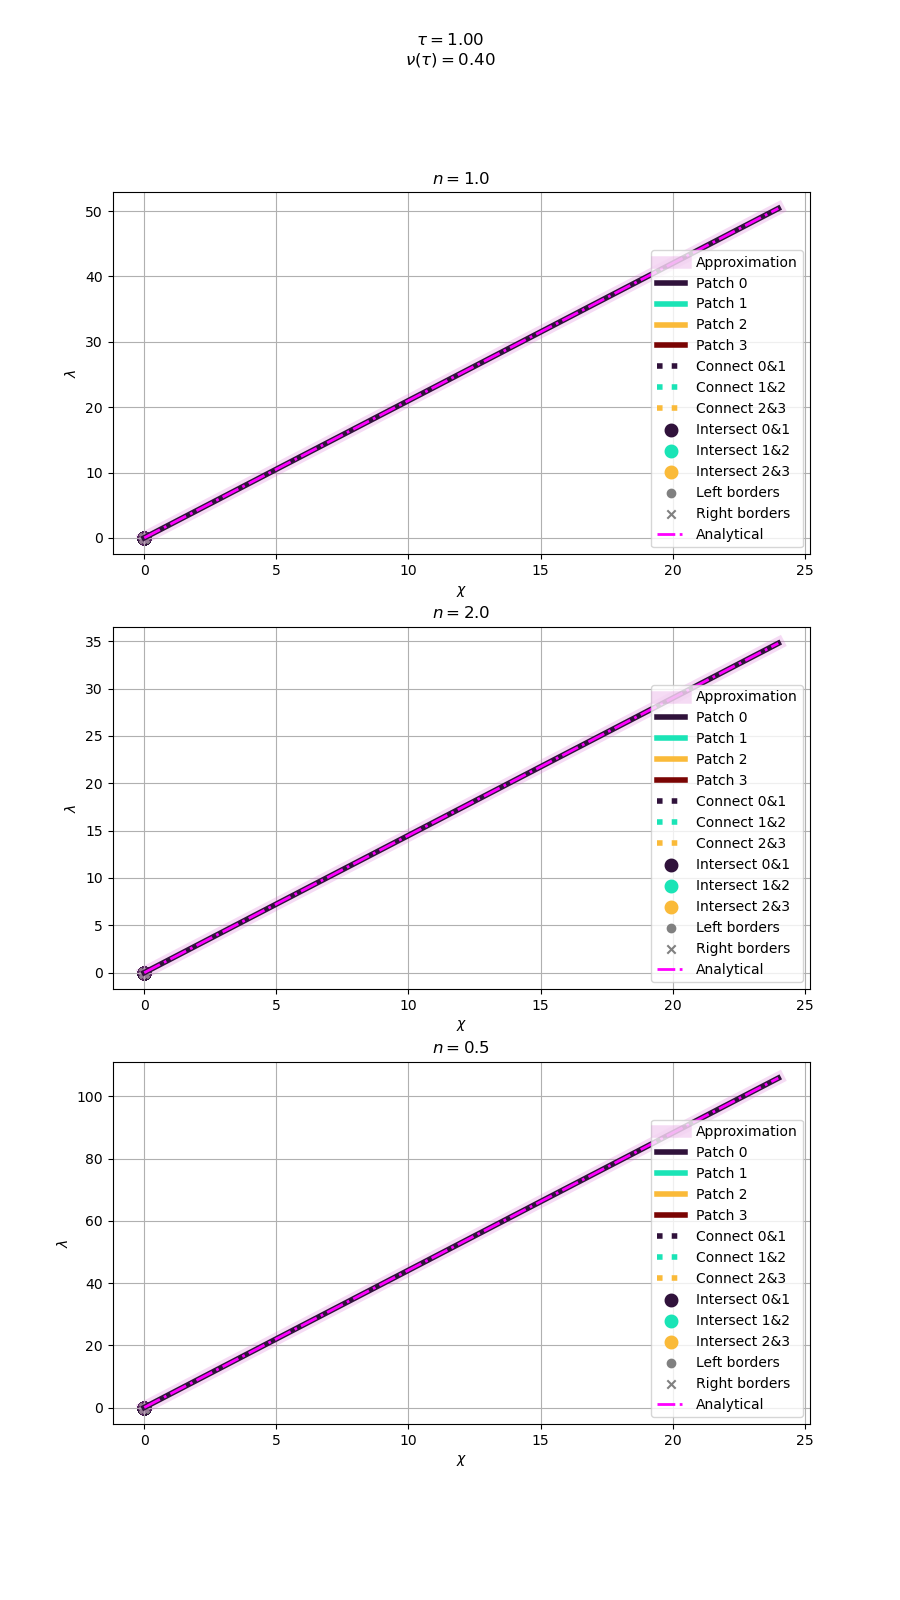 τ = 1.00
ν(τ) = 0.40
n = 1.0
50
40
30
20
10
0
λ
Approximation
Patch 0
Patch 1
Patch 2
Patch 3
Connect 0&1
Connect 1&2
Connect 2&3
Intersect 0&1
Intersect 1&2
Intersect 2&3
Left borders
Right borders
Analytical
0 5 10 15 20 25
χ
n = 2.0
35
30
25
20
15
10
5
0
λ
Approximation
Patch 0
Patch 1
Patch 2
Patch 3
Connect 0&1
Connect 1&2
Connect 2&3
Intersect 0&1
Intersect 1&2
Intersect 2&3
Left borders
Right borders
Analytical
0 5 10 15 20 25
χ
n = 0.5
100
80
60
40
20
0
λ
Approximation
Patch 0
Patch 1
Patch 2
Patch 3
Connect 0&1
Connect 1&2
Connect 2&3
Intersect 0&1
Intersect 1&2
Intersect 2&3
Left borders
Right borders
Analytical
0 5 10 15 20 25
χ